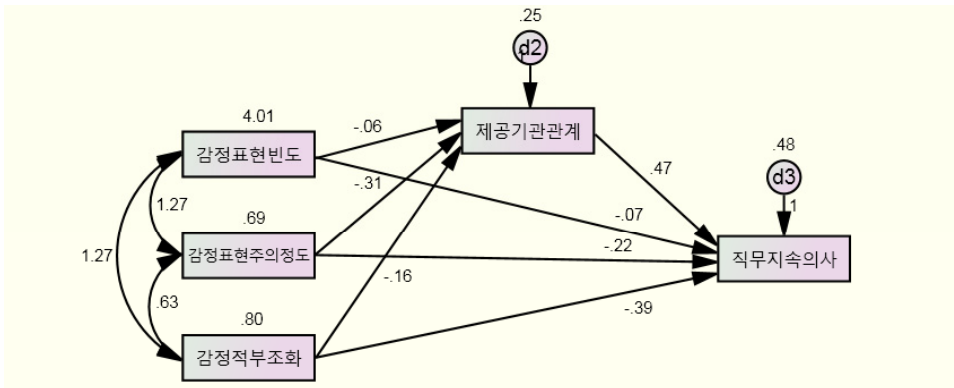 .25
d2
4.01
감정표현빈도
-.06
제공기관관계
.48
d3
1
-.31
.47
1.27
.69
감정표현주의정도
-.07
-.22
직무지속의사
1.27
.63
-.16
.80
감정적부조화
-.39